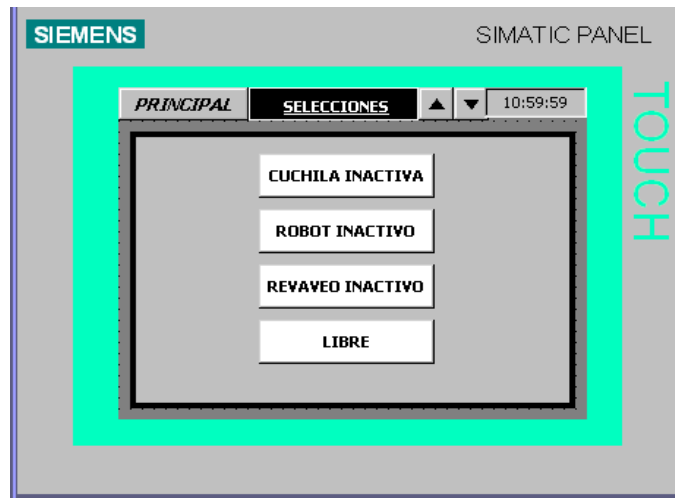 SIEMENS
SIMATIC PANEL
PRINCIPAL SELECCIONES 10:59:59
TOUCH
CUCHILA INACTIVA
ROBOT INACTIVO
REVAVEO INACTIVO
LIBRE